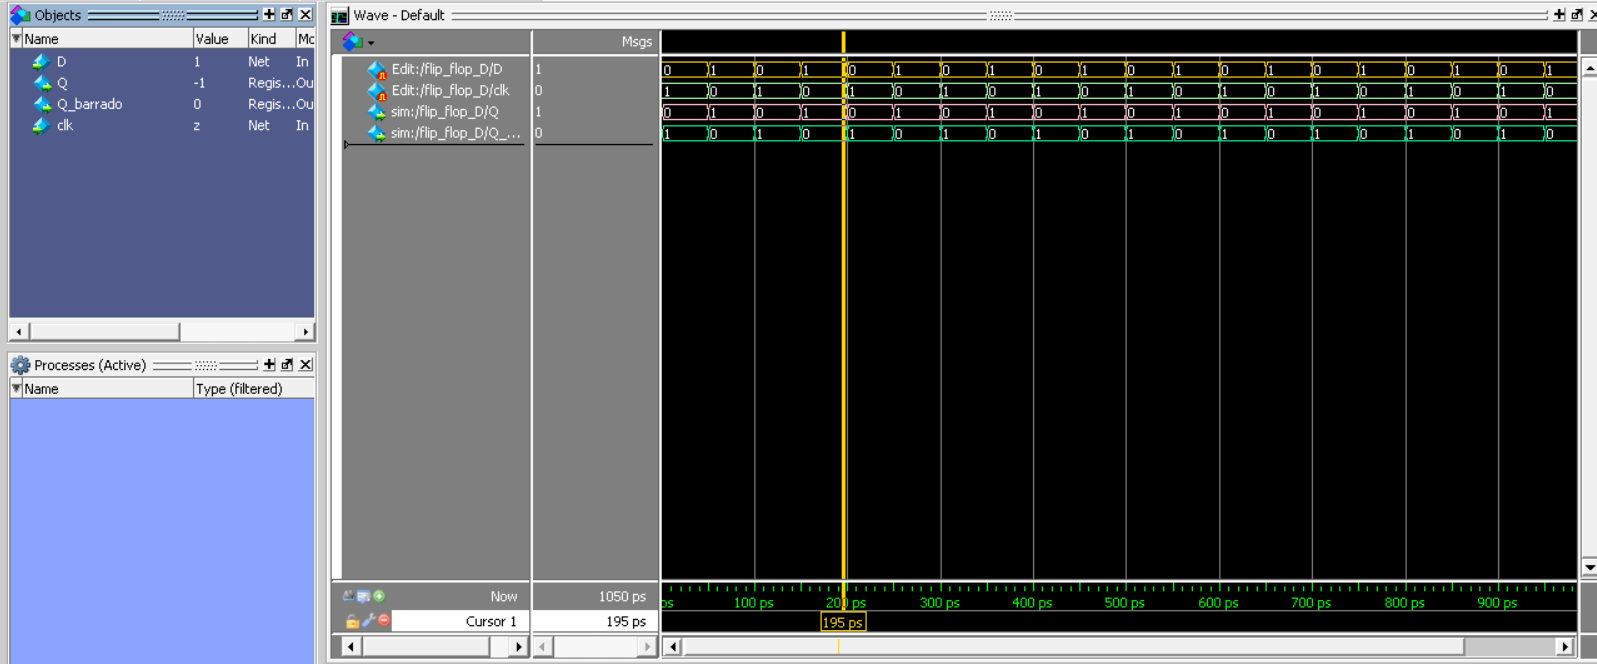 Objects
Name Value Kind Mc
D 1 Net In
Q -1 Regis...Ou
Q_barrado 0 Regis...Ou
clk z Net In
Processes (Active)
Name Type (filtered)
Wave - Default
Msgs
Edit:/flip_flop_D/D 1 0 1 0 1 0 1 0 1 0 1 0 1 0 1 0 1 0 1 0 1
Edit:/flip_flop_D/clk 0 1 0 1 0 1 0 1 0 1 0 1 0 1 0 1 0 1 0 1 0
sim:/flip_flop_D/Q 1 0 1 0 1 0 1 0 1 0 1 0 1 0 1 0 1 0 1 0 1
sim:/flip_flop_D/Q_... 0 1 0 1 0 1 0 1 0 1 0 1 0 1 0 1 0 1 0 1 0
Now 1050 ps
ps 100 ps 200 ps 300 ps 400 ps 500 ps 600 ps 700 ps 800 ps 900 ps
Cursor 1 195 ps 195 ps